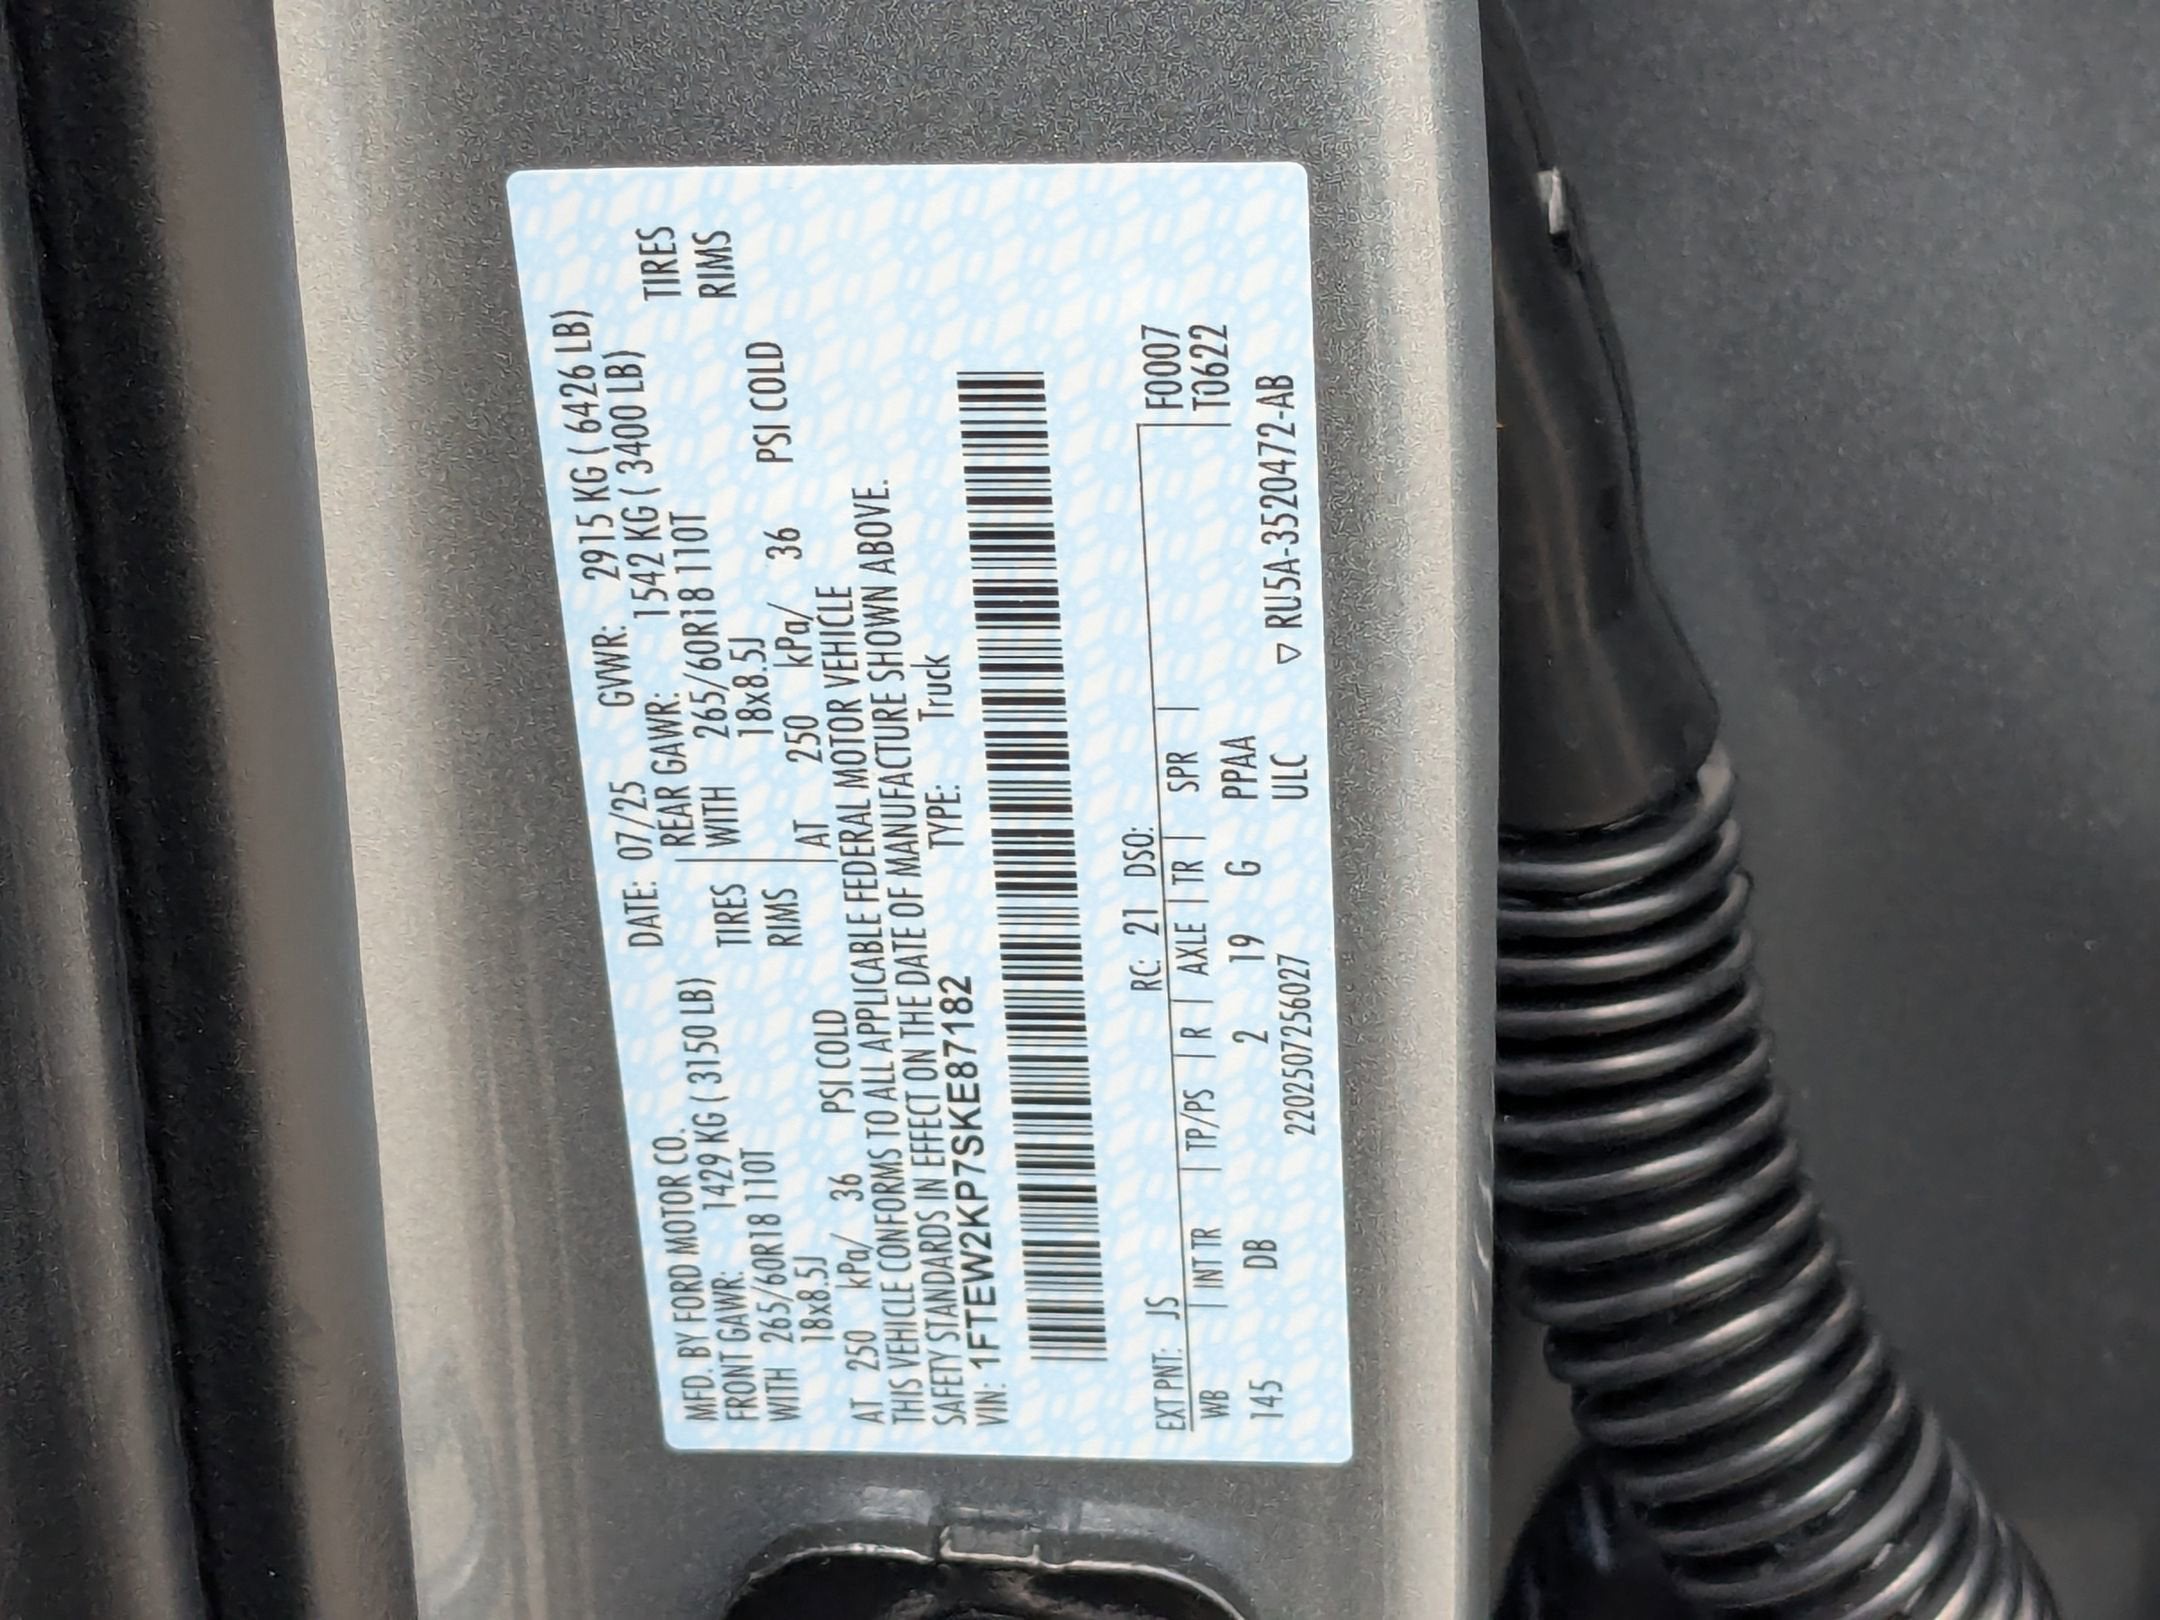 MFD. BY FORD MOTOR CO. DATE: 07/25 GVWR: 2915 KG ( 6426 LB)
FRONT GAWR: 1429 KG ( 3150 LB) REAR GAWR: 1542 KG ( 3400 LB)
WITH 265/60R18 110T TIRES WITH 265/60R18 110T TIRES
18x8.5J RIMS 18x8.5J RIMS
AT 250 kPa/ 36 PSI COLD AT 250 kPa/ 36 PSI COLD
THIS VEHICLE CONFORMS TO ALL APPLICABLE FEDERAL MOTOR VEHICLE
SAFETY STANDARDS IN EFFECT ON THE DATE OF MANUFACTURE SHOWN ABOVE.
VIN: 1FTEW2KP7SKE87182 TYPE: Truck
EXT PNT: JS RC: 21 DSO:
WB INT TR TP/PS R AXLE TR SPR F0007
145 DB 2 19 G PPAA T0622
2202507256027 ULC ▽ RU5A-3520472-AB